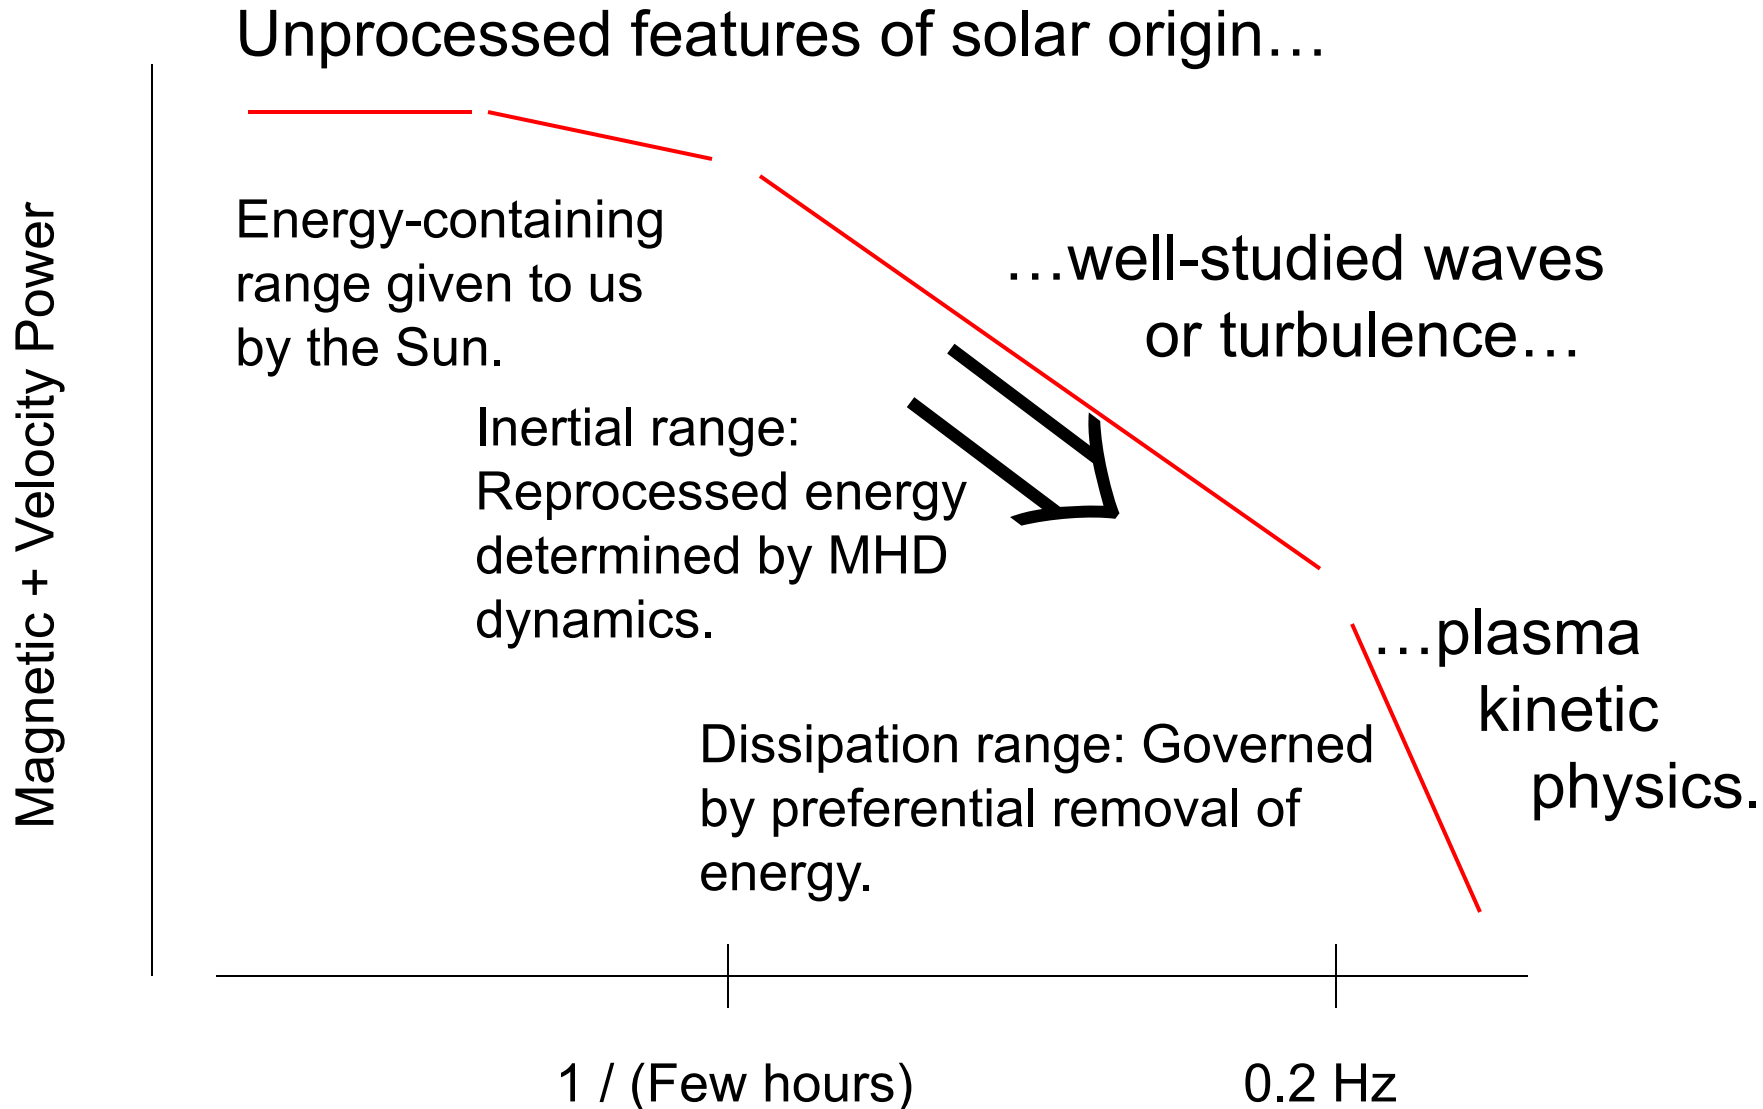 Unprocessed features of solar origin…
Magnetic + Velocity Power
Energy-containing
range given to us
by the Sun.
…well-studied waves
or turbulence…
Inertial range:
Reprocessed energy
determined by MHD
dynamics.
…plasma
kinetic
physics.
Dissipation range: Governed
by preferential removal of
energy.
1 / (Few hours)
0.2 Hz